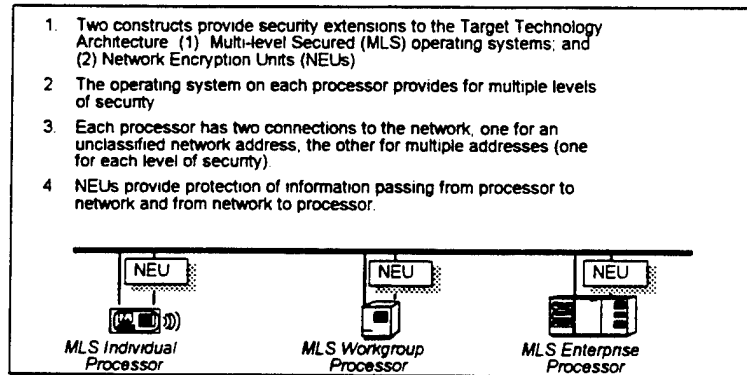 1. Two constructs provide security extensions to the Target Technology
Architecture (1) Multi-level Secured (MLS) operating systems; and
(2) Network Encryption Units (NEUs)
2 The operating system on each processor provides for multiple levels
of security
3. Each processor has two connections to the network, one for an
unclassified network address, the other for multiple addresses (one
for each level of security).
4 NEUs provide protection of information passing from processor to
network and from network to processor.
NEU NEU NEU
MLS Individual MLS Workgroup MLS Enterprise
Processor Processor Processor